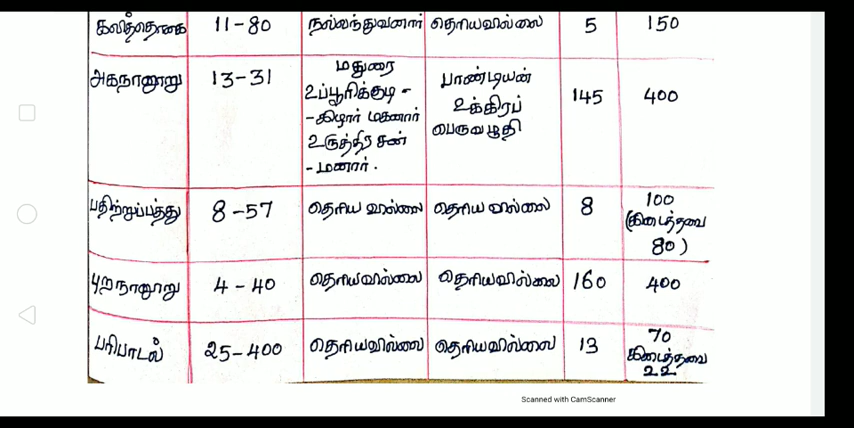 கலித்தொகை 11-80 நல்லந்துவனார் தெரியவில்லை 5 150
அகநானூறு 13-31 மதுரை பாண்டியன் 145 400
உப்பூரிக்குடி - உக்கிரப்
- கிழார் மகனார் பெருவழுதி
உருத்திரசன்
- மனார்.
பதிற்றுப்பத்து 8-57 தெரியவில்லை தெரியவில்லை 8 100
(கிடைத்தவை
80)
புறநானூறு 4-40 தெரியவில்லை தெரியவில்லை 160 400
பரிபாடல் 25-400 தெரியவில்லை தெரியவில்லை 13 70
கிடைத்தவை
22
Scanned with CamScanner